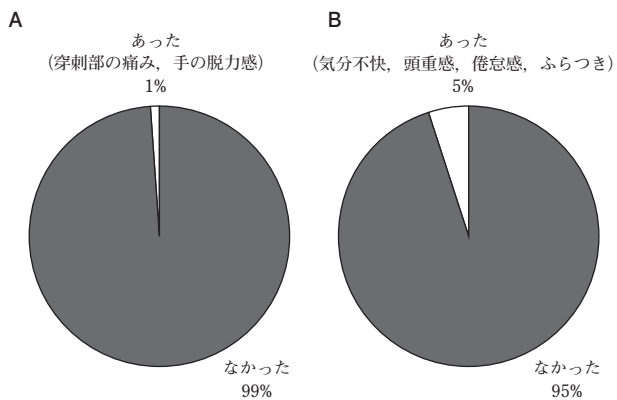 A
あった
（穿刺部の痛み，手の脱力感）
1%
なかった
99%
B
あった
（気分不快，頭重感，倦怠感，ふらつき）
5%
なかった
95%